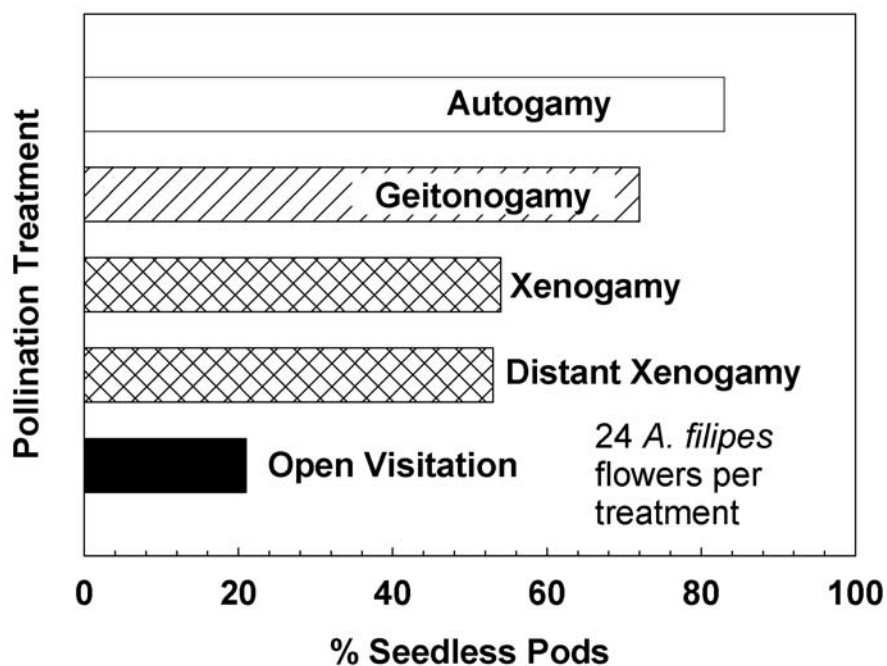 Pollination Treatment
Autogamy
Geitonogamy
Xenogamy
Distant Xenogamy
Open Visitation
24 A. filipes
flowers per
treatment
0 20 40 60 80 100
% Seedless Pods